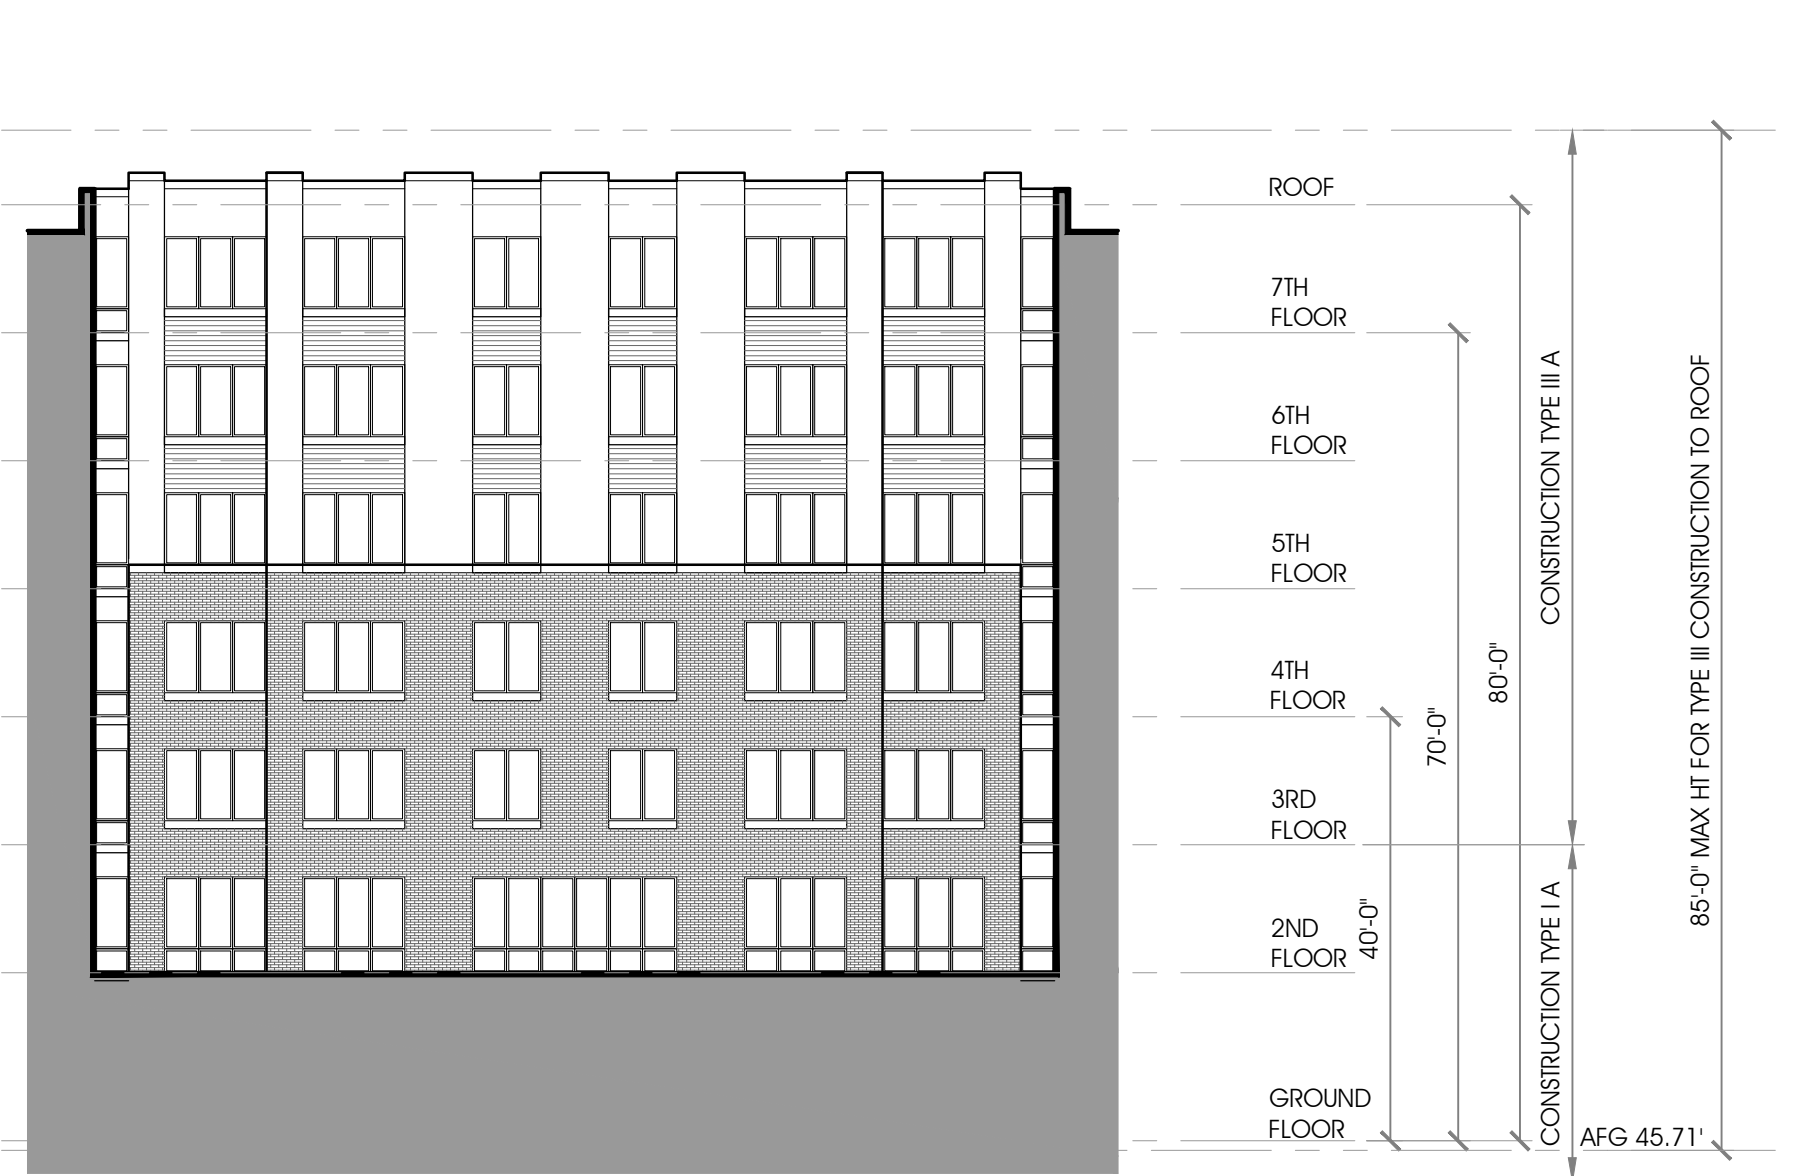 ROOF
7TH
FLOOR
6TH
FLOOR
5TH
FLOOR
4TH
FLOOR
3RD
FLOOR
2ND
FLOOR
GROUND
FLOOR
40'-0"
70'-0"
80'-0"
CONSTRUCTION TYPE III A
CONSTRUCTION TYPE I A
85'-0" MAX HT FOR TYPE III CONSTRUCTION TO ROOF
AFG 45.71'